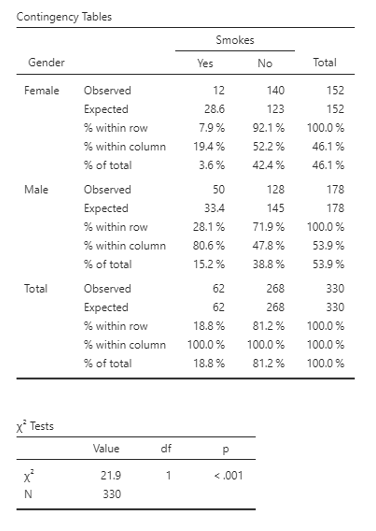 Contingency Tables
Smokes
Gender Yes No Total
Female Observed 12 140 152
Expected 28.6 123 152
% within row 7.9 % 92.1 % 100.0 %
% within column 19.4 % 52.2 % 46.1 %
% of total 3.6 % 42.4 % 46.1 %
Male Observed 50 128 178
Expected 33.4 145 178
% within row 28.1 % 71.9 % 100.0 %
% within column 80.6 % 47.8 % 53.9 %
% of total 15.2 % 38.8 % 53.9 %
Total Observed 62 268 330
Expected 62 268 330
% within row 18.8 % 81.2 % 100.0 %
% within column 100.0 % 100.0 % 100.0 %
% of total 18.8 % 81.2 % 100.0 %
χ² Tests
Value df p
χ² 21.9 1 < .001
N 330